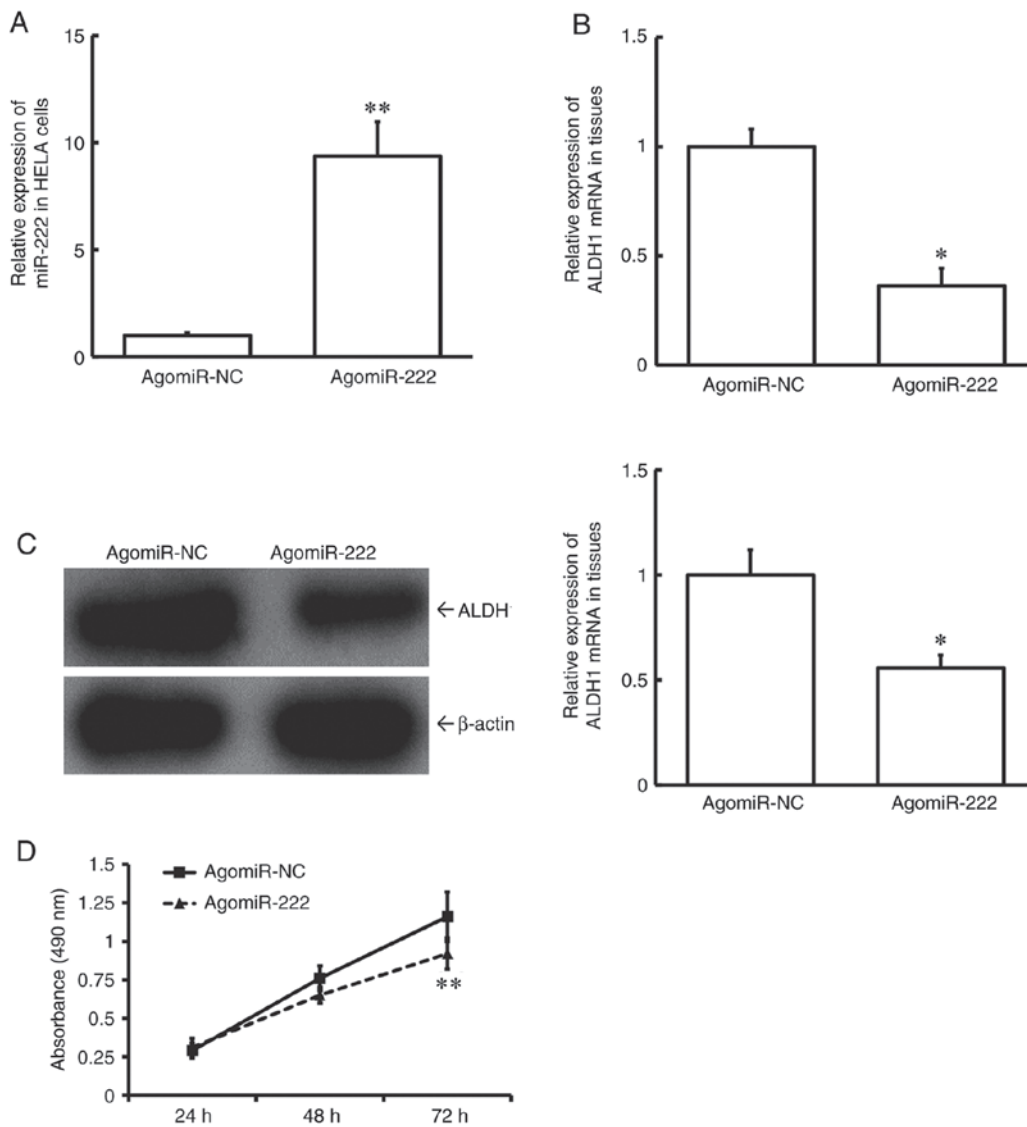 A
15
10
5
0
Relative expression of
miR-222 in HELA cells
**
AgomiR-NC AgomiR-222
B
1.5
1
0.5
0
Relative expression of
ALDH1 mRNA in tissues
*
AgomiR-NC AgomiR-222
C
AgomiR-NC AgomiR-222
←ALDH
←β-actin
1.5
1
0.5
0
Relative expression of
ALDH1 mRNA in tissues
*
AgomiR-NC AgomiR-222
D
1.5
1.25
1
0.75
0.5
0.25
0
Absorbance (490 nm)
AgomiR-NC
AgomiR-222
**
24 h 48 h 72 h